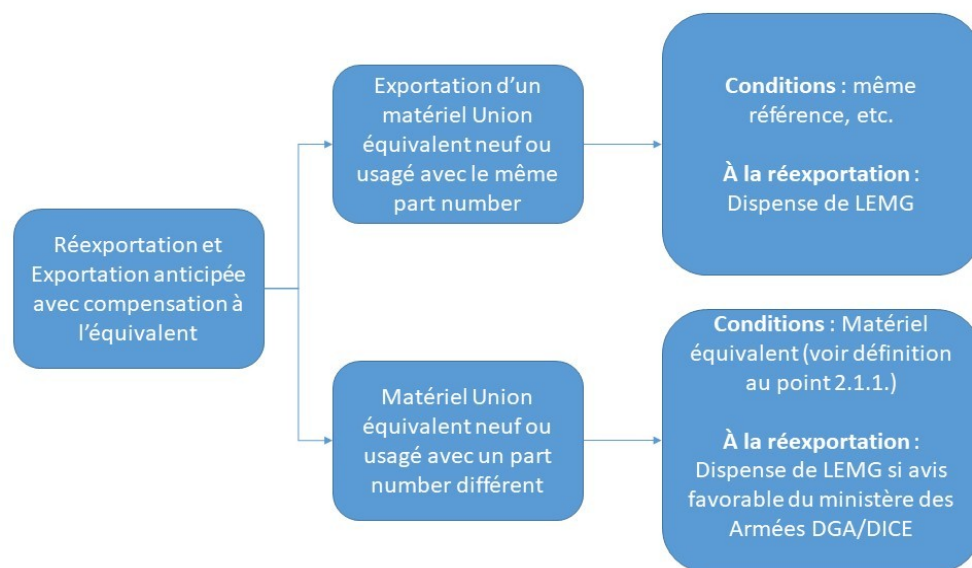 Réexportation et
Exportation anticipée
avec compensation à
l'équivalent
Exportation d'un
matériel Union
équivalent neuf ou
usagé avec le même
part number
Conditions : même
référence, etc.
À la réexportation :
Dispense de LEMG
Matériel Union
équivalent neuf ou
usagé avec un part
number différent
Conditions : Matériel
équivalent (voir définition
au point 2.1.1.)
À la réexportation :
Dispense de LEMG si avis
favorable du ministère des
Armées DGA/DICE